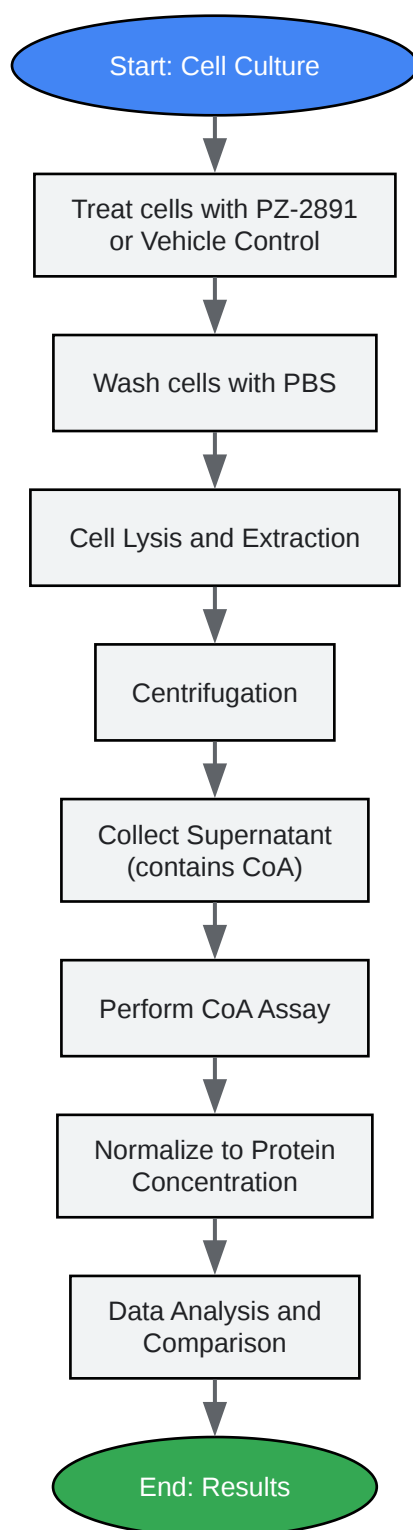 Start: Cell Culture
Treat cells with PZ-2891
or Vehicle Control
Wash cells with PBS
Cell Lysis and Extraction
Centrifugation
Collect Supernatant
(contains CoA)
Perform CoA Assay
Normalize to Protein
Concentration
Data Analysis and
Comparison
End: Results